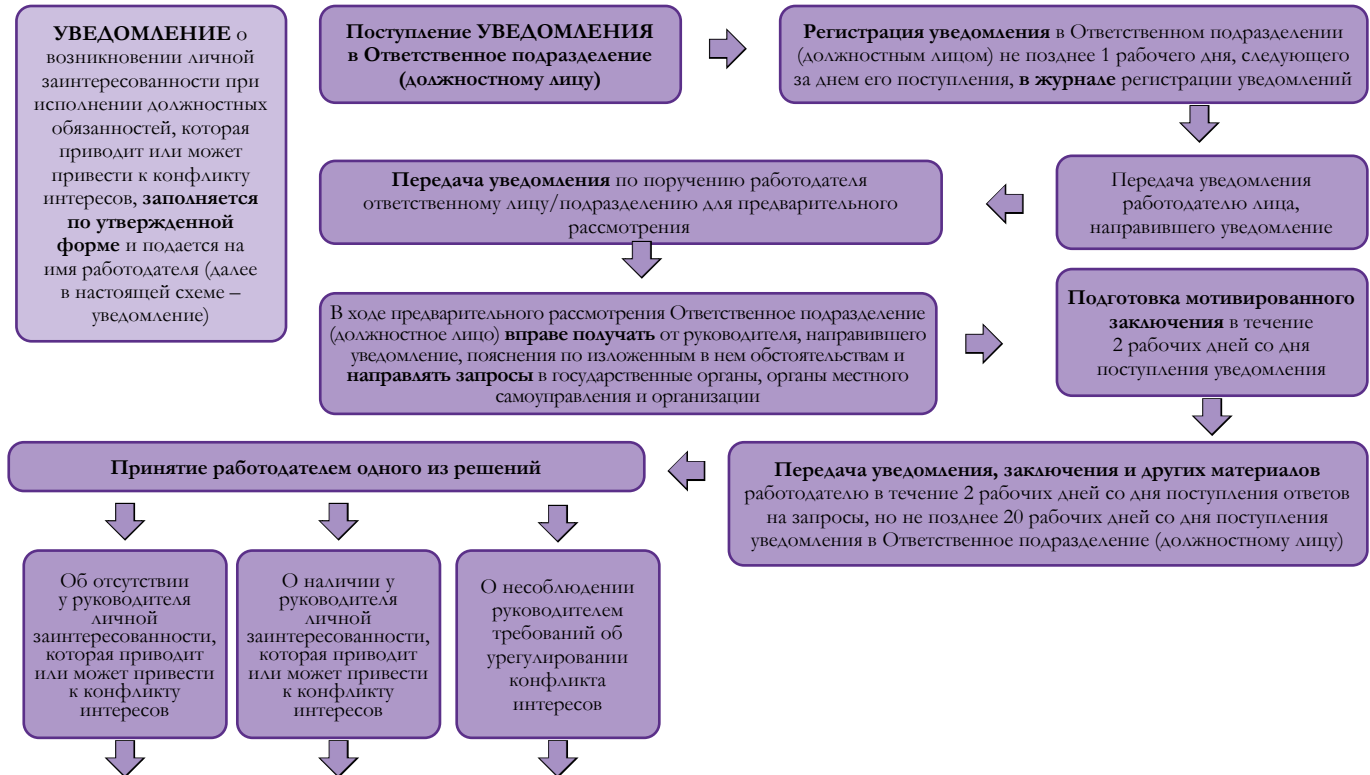 УВЕДОМЛЕНИЕ о
возникновении личной
заинтересованности при
исполнении должностных
обязанностей, которая
приводит или может
привести к конфликту
интересов, заполняется
по утвержденной
форме и подается на
имя работодателя (далее
в настоящей схеме –
уведомление)
Поступление УВЕДОМЛЕНИЯ
в Ответственное подразделение
(должностному лицу)
Регистрация уведомления в Ответственном подразделении
(должностным лицом) не позднее 1 рабочего дня, следующего
за днем его поступления, в журнале регистрации уведомлений
Передача уведомления
работодателю лица,
направившего уведомление
Передача уведомления по поручению работодателя
ответственному лицу/подразделению для предварительного
рассмотрения
В ходе предварительного рассмотрения Ответственное подразделение
(должностное лицо) вправе получать от руководителя, направившего
уведомление, пояснения по изложенным в нем обстоятельствам и
направлять запросы в государственные органы, органы местного
самоуправления и организации
Подготовка мотивированного
заключения в течение
2 рабочих дней со дня
поступления уведомления
Передача уведомления, заключения и других материалов
работодателю в течение 2 рабочих дней со дня поступления ответов
на запросы, но не позднее 20 рабочих дней со дня поступления
уведомления в Ответственное подразделение (должностному лицу)
Принятие работодателем одного из решений
Об отсутствии
у руководителя
личной
заинтересованности,
которая приводит
или может привести
к конфликту
интересов
О наличии у
руководителя
личной
заинтересованности,
которая приводит
или может привести
к конфликту
интересов
О несоблюдении
руководителем
требований об
урегулировании
конфликта
интересов